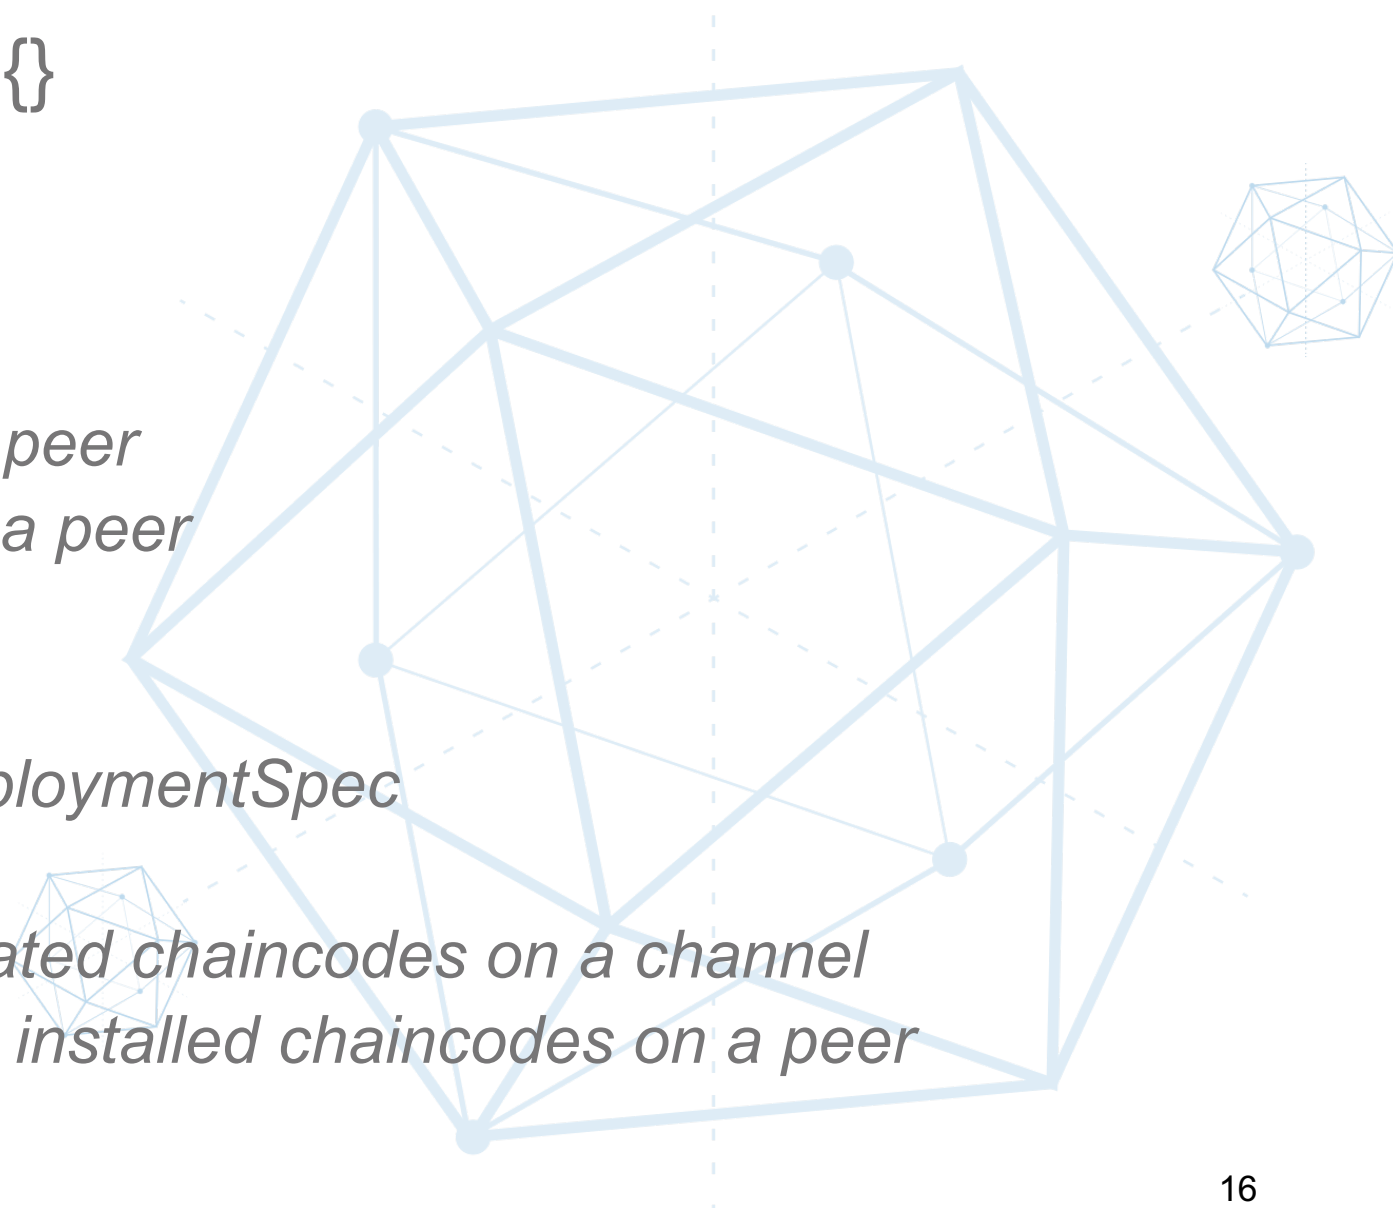 {}
peer
a peer
ploymentSpec
ated chaincodes on a channel
installed chaincodes on a peer
16